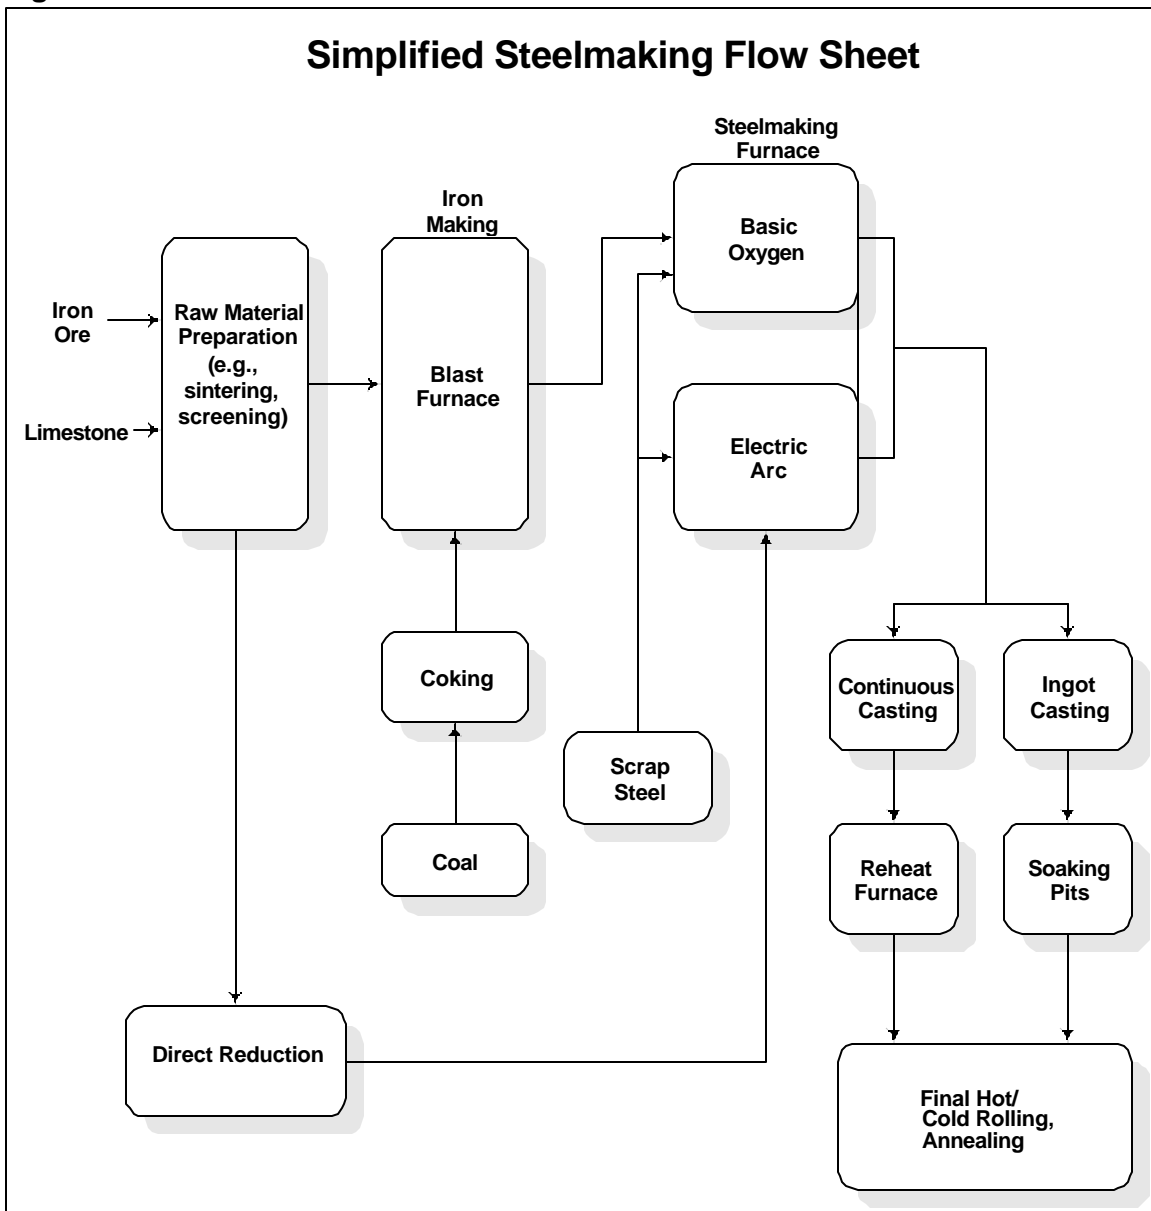 Simplified Steelmaking Flow Sheet
Steelmaking
Furnace
Iron
Making
Basic
Oxygen
Iron
Ore
Raw Material
Preparation
(e.g.,
sintering,
screening)
Blast
Furnace
Limestone
Electric
Arc
Coking
Continuous
Casting
Ingot
Casting
Scrap
Steel
Coal
Reheat
Furnace
Soaking
Pits
Direct Reduction
Final Hot/
Cold Rolling,
Annealing